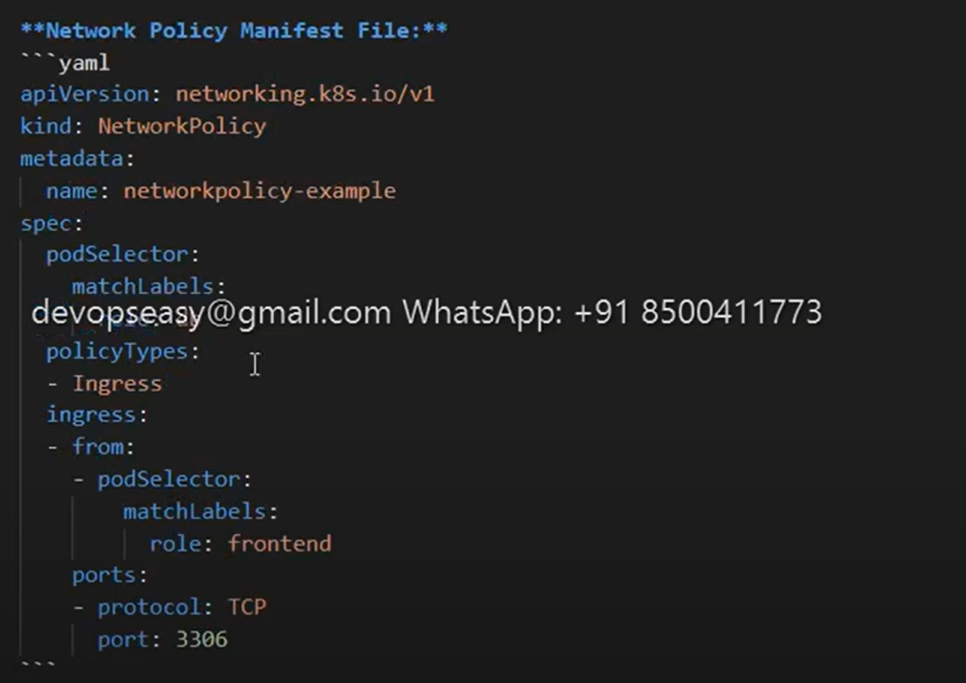 **Network Policy Manifest File:**
```yaml
apiVersion: networking.k8s.io/v1
kind: NetworkPolicy
metadata:
  name: networkpolicy-example
spec:
  podSelector:
    matchLabels:
devopseasy@gmail.com WhatsApp: +91 8500411773
  policyTypes:
  - Ingress
  ingress:
  - from:
    - podSelector:
        matchLabels:
          role: frontend
    ports:
    - protocol: TCP
      port: 3306
```